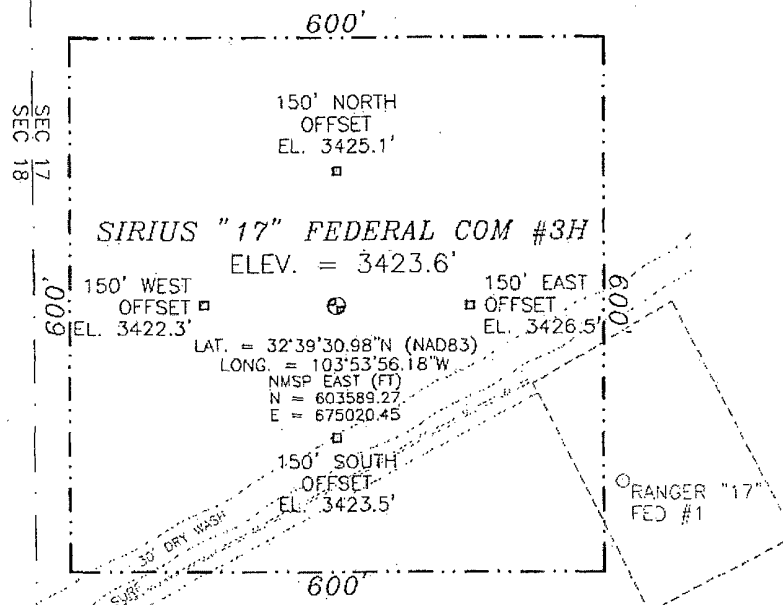 600'
150' NORTH
OFFSET
EL. 3425.1'
SEC 17
SEC 18
SIRIUS "17" FEDERAL COM #3H
ELEV. = 3423.6'
150' WEST
OFFSET
EL. 3422.3'
150' EAST
OFFSET
EL. 3426.5'
600'
600'
LAT. = 32°39'30.98"N (NAD83)
LONG. = 103°53'56.18"W
NMSP EAST (FT)
N = 603589.27
E = 675020.45
150' SOUTH
OFFSET
EL. 3423.5'
RANGER "17"
FED #1
30' DRY WASH
SURF
600'